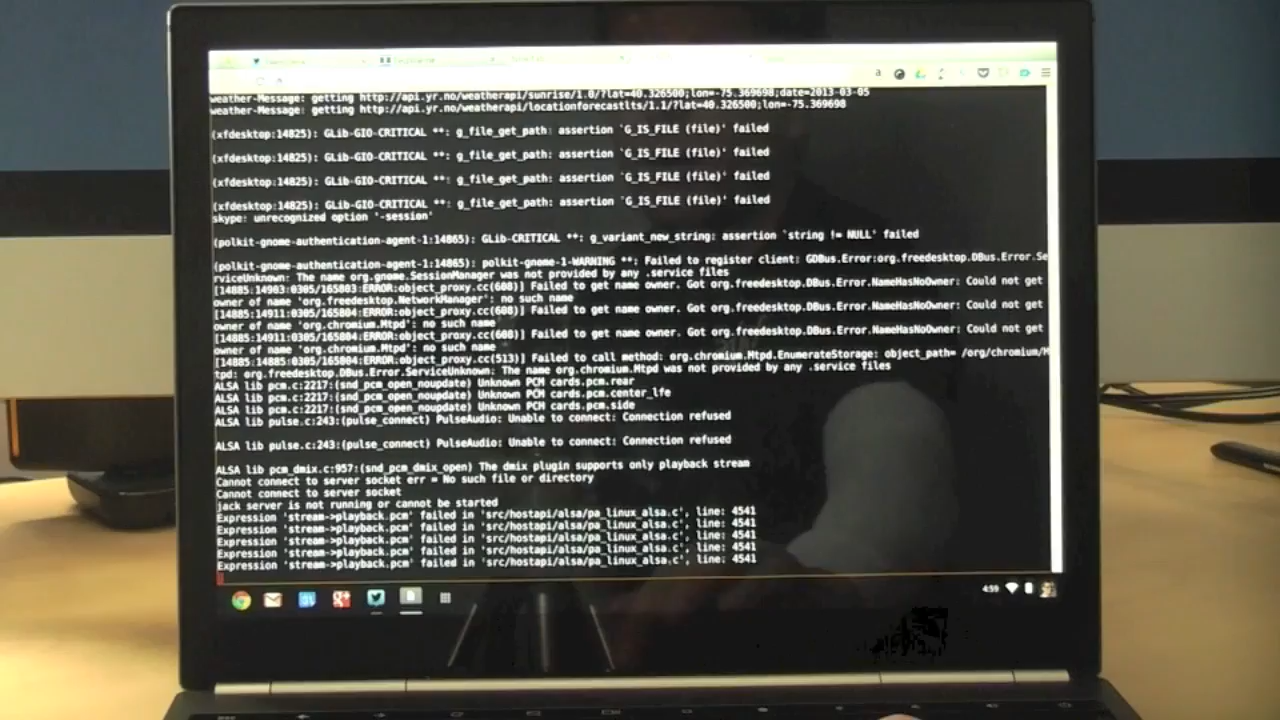 weather-Message: getting http://api.yr.no/weatherapi/sunrise/1.0/?lat=40.326500;lon=-75.369698;date=2013-03-05
weather-Message: getting http://api.yr.no/weatherapi/locationforecastlts/1.1/?lat=40.326500;lon=-75.369698
(xfdesktop:14825): GLib-GIO-CRITICAL **: g_file_get_path: assertion `G_IS_FILE (file)' failed
(xfdesktop:14825): GLib-GIO-CRITICAL **: g_file_get_path: assertion `G_IS_FILE (file)' failed
(xfdesktop:14825): GLib-GIO-CRITICAL **: g_file_get_path: assertion `G_IS_FILE (file)' failed
(xfdesktop:14825): GLib-GIO-CRITICAL **: g_file_get_path: assertion `G_IS_FILE (file)' failed
skype: unrecognized option '-session'
(polkit-gnome-authentication-agent-1:14865): GLib-CRITICAL **: g_variant_new_string: assertion `string != NULL' failed
(polkit-gnome-authentication-agent-1:14865): polkit-gnome-1-WARNING **: Failed to register client: GDBus.Error:org.freedesktop.DBus.Error.Se
rviceUnknown: The name org.gnome.SessionManager was not provided by any .service files
[14885:14903:0305/165803:ERROR:object_proxy.cc(608)] Failed to get name owner. Got org.freedesktop.DBus.Error.NameHasNoOwner: Could not get
owner of name 'org.freedesktop.NetworkManager': no such name
[14885:14911:0305/165804:ERROR:object_proxy.cc(608)] Failed to get name owner. Got org.freedesktop.DBus.Error.NameHasNoOwner: Could not get
owner of name 'org.chromium.Mtpd': no such name
[14885:14911:0305/165804:ERROR:object_proxy.cc(608)] Failed to get name owner. Got org.freedesktop.DBus.Error.NameHasNoOwner: Could not get
owner of name 'org.chromium.Mtpd': no such name
[14885:14885:0305/165804:ERROR:object_proxy.cc(513)] Failed to call method: org.chromium.Mtpd.EnumerateStorage: object_path= /org/chromium/M
tpd: org.freedesktop.DBus.Error.ServiceUnknown: The name org.chromium.Mtpd was not provided by any .service files
ALSA lib pcm.c:2217:(snd_pcm_open_noupdate) Unknown PCM cards.pcm.rear
ALSA lib pcm.c:2217:(snd_pcm_open_noupdate) Unknown PCM cards.pcm.center_lfe
ALSA lib pcm.c:2217:(snd_pcm_open_noupdate) Unknown PCM cards.pcm.side
ALSA lib pulse.c:243:(pulse_connect) PulseAudio: Unable to connect: Connection refused
ALSA lib pulse.c:243:(pulse_connect) PulseAudio: Unable to connect: Connection refused
ALSA lib pcm_dmix.c:957:(snd_pcm_dmix_open) The dmix plugin supports only playback stream
Cannot connect to server socket err = No such file or directory
Cannot connect to server socket
jack server is not running or cannot be started
Expression 'stream->playback.pcm' failed in 'src/hostapi/alsa/pa_linux_alsa.c', line: 4541
Expression 'stream->playback.pcm' failed in 'src/hostapi/alsa/pa_linux_alsa.c', line: 4541
Expression 'stream->playback.pcm' failed in 'src/hostapi/alsa/pa_linux_alsa.c', line: 4541
Expression 'stream->playback.pcm' failed in 'src/hostapi/alsa/pa_linux_alsa.c', line: 4541
Expression 'stream->playback.pcm' failed in 'src/hostapi/alsa/pa_linux_alsa.c', line: 4541
4:59